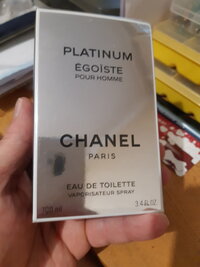 PLATINUM
ÉGOÏSTE
POUR HOMME
CHANEL
PARIS
EAU DE TOILETTE
VAPORISATEUR SPRAY
100 ml 3.4 FL.OZ